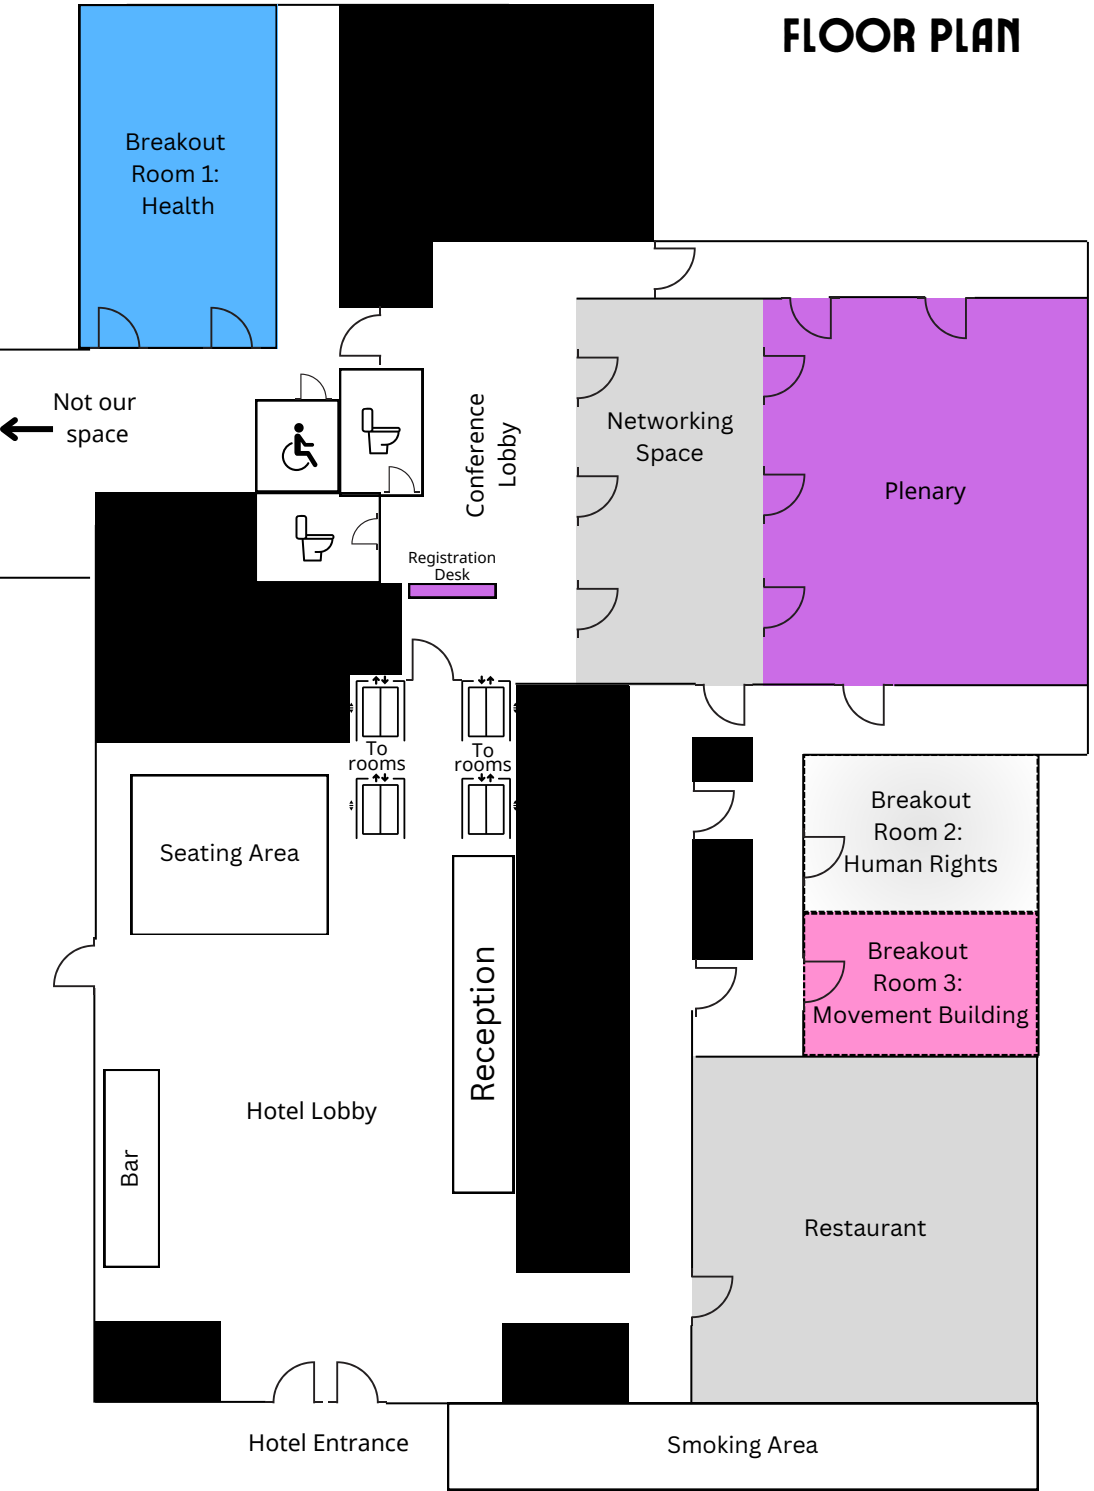 FLOOR PLAN
Breakout
Room 1:
Health
Not our
space
Conference
Lobby
Networking
Space
Plenary
Registration
Desk
To
rooms
To
rooms
Breakout
Room 2:
Human Rights
Seating Area
Breakout
Room 3:
Movement Building
Reception
Hotel Lobby
Bar
Restaurant
Hotel Entrance
Smoking Area